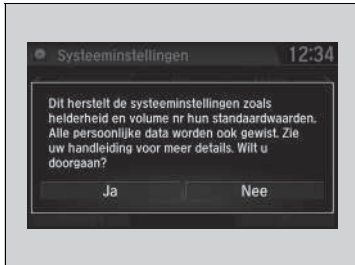 Systeeminstellingen 12:34
Dit herstelt de systeeminstellingen zoals
helderheid en volume nr hun standaardwaarden.
Alle persoonlijke data worden ook gewist. Zie
uw handleiding voor meer details. Wilt u
doorgaan?
Ja Nee